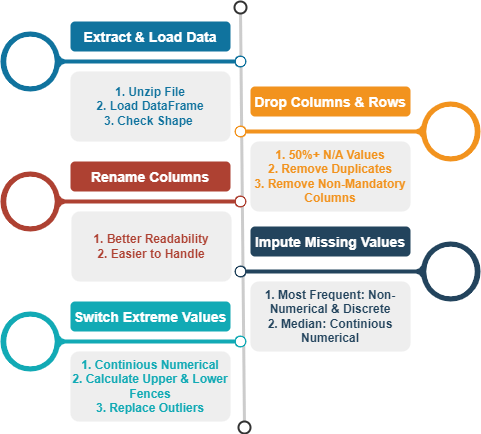 Extract & Load Data
1. Unzip File
2. Load DataFrame
3. Check Shape
Drop Columns & Rows
1. 50%+ N/A Values
2. Remove Duplicates
3. Remove Non-Mandatory
Columns
Rename Columns
1. Better Readability
2. Easier to Handle
Impute Missing Values
1. Most Frequent: Non-
Numerical & Discrete
2. Median: Continious
Numerical
Switch Extreme Values
1. Continious Numerical
2. Calculate Upper & Lower
Fences
3. Replace Outliers